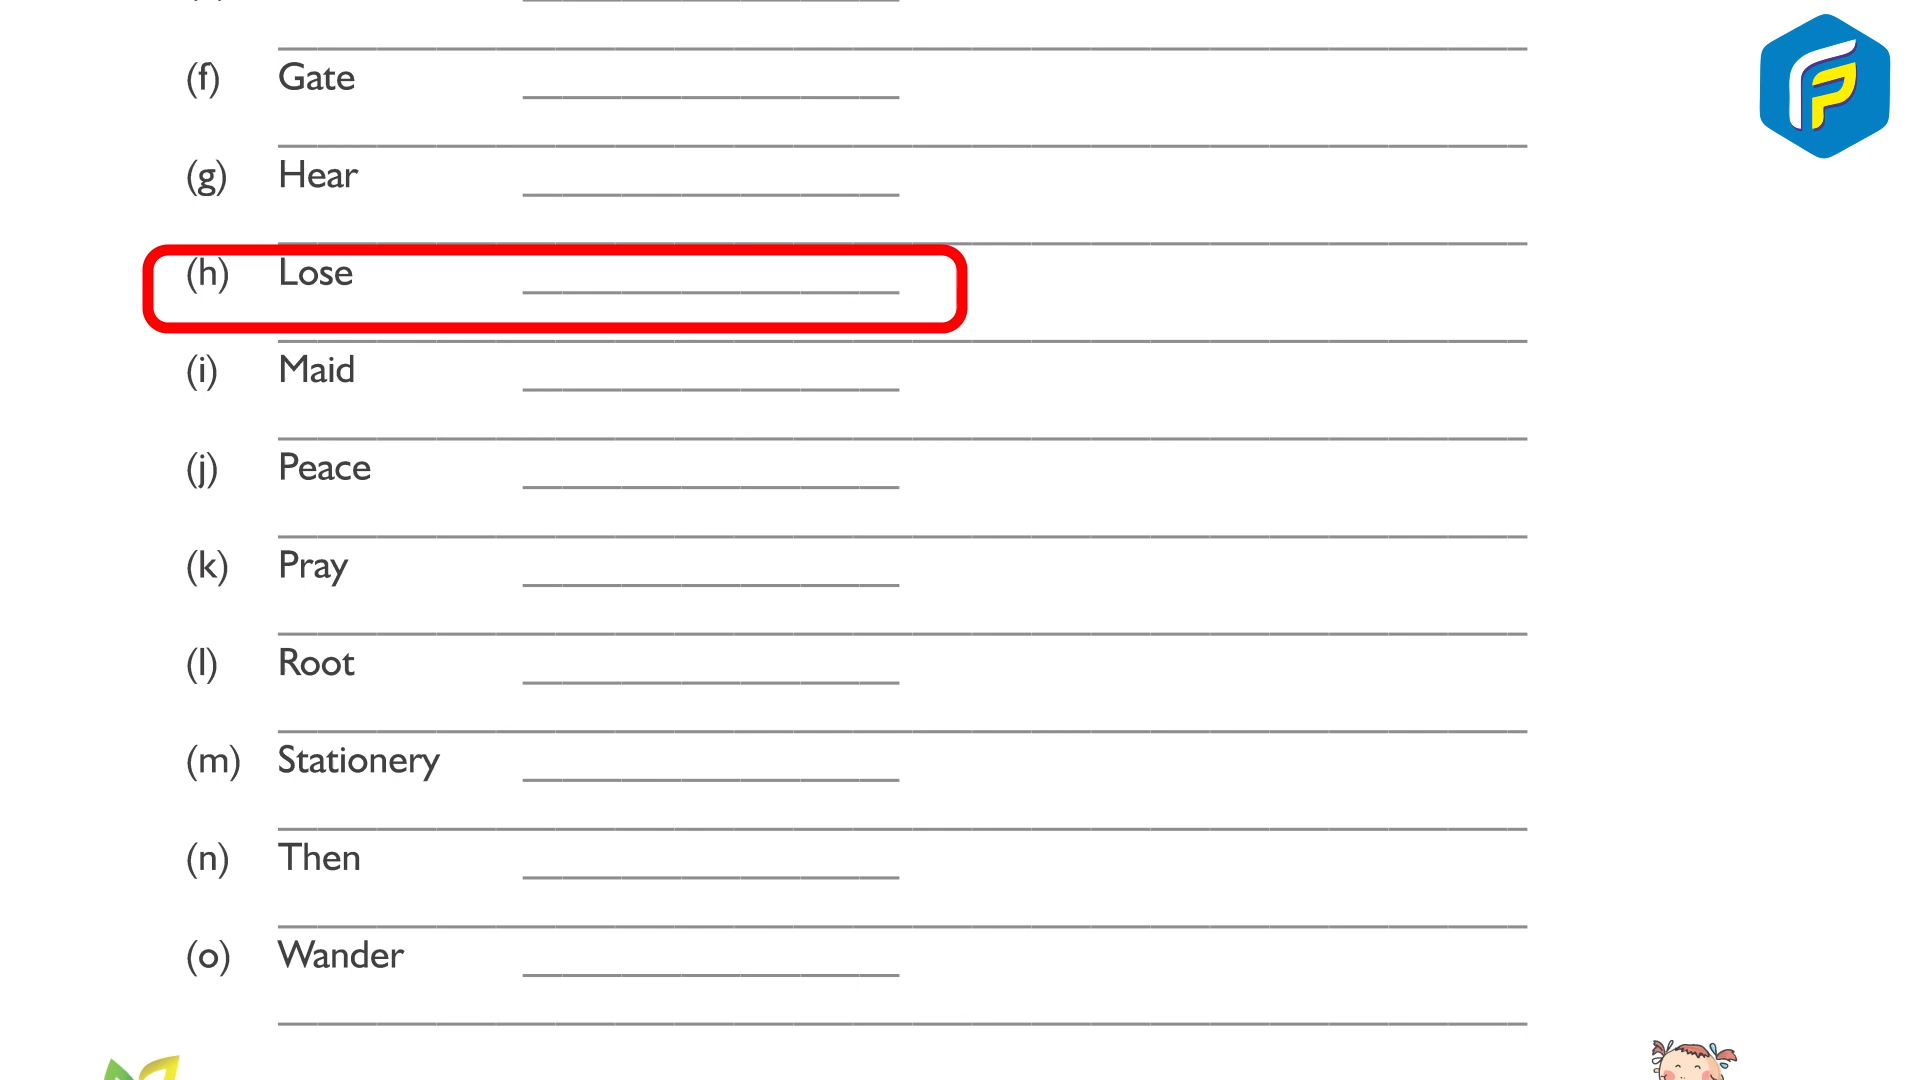 (f) Gate
(g) Hear
(h) Lose
(i) Maid
(j) Peace
(k) Pray
(l) Root
(m) Stationery
(n) Then
(o) Wander